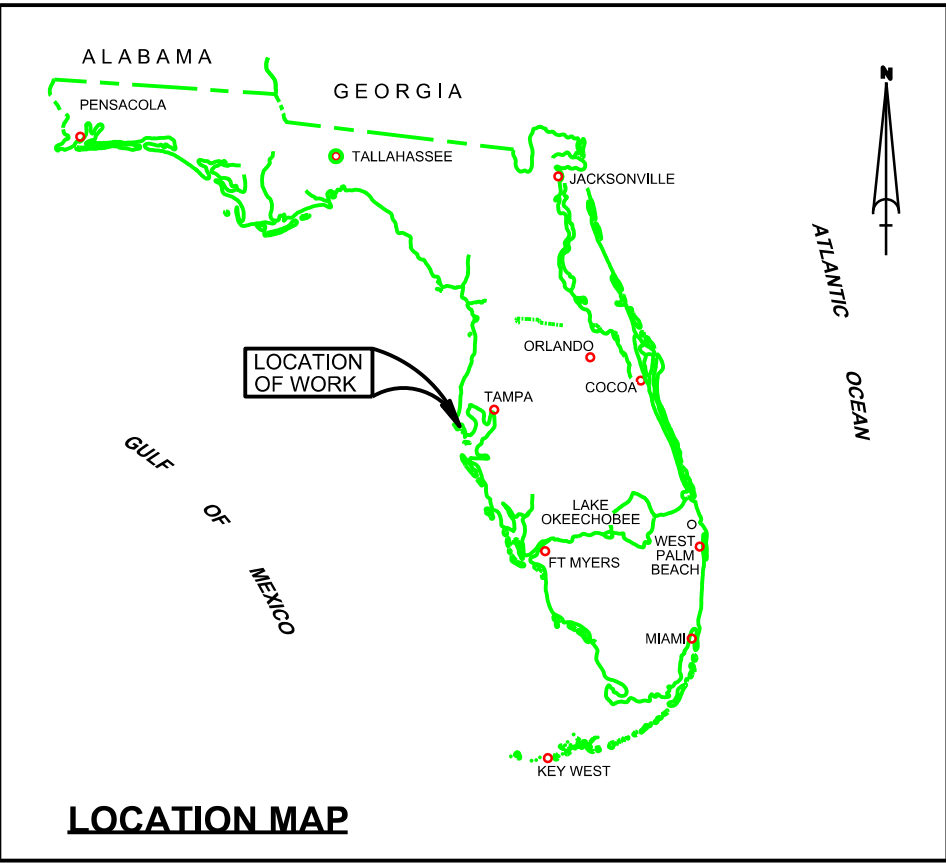 ALABAMA
GEORGIA
N
PENSACOLA
TALLAHASSEE
JACKSONVILLE
ATLANTIC
OCEAN
ORLANDO
COCOA
LOCATION
OF WORK
TAMPA
GULF
OF
MEXICO
LAKE
OKEECHOBEE
O
WEST
PALM
BEACH
FT MYERS
MIAMI
KEY WEST
LOCATION MAP